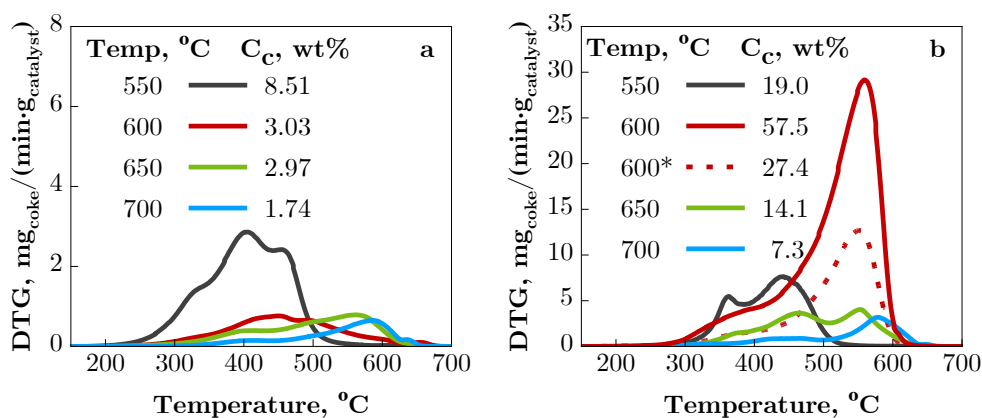 DTG, mg_coke/(min·g_catalyst)
8
6
4
2
0
Temp, °C C_C, wt% a
550 8.51
600 3.03
650 2.97
700 1.74
200 300 400 500 600 700
Temperature, °C
DTG, mg_coke/(min·g_catalyst)
35
30
25
20
15
10
5
0
Temp, °C C_C, wt% b
550 19.0
600 57.5
600* 27.4
650 14.1
700 7.3
200 300 400 500 600 700
Temperature, °C